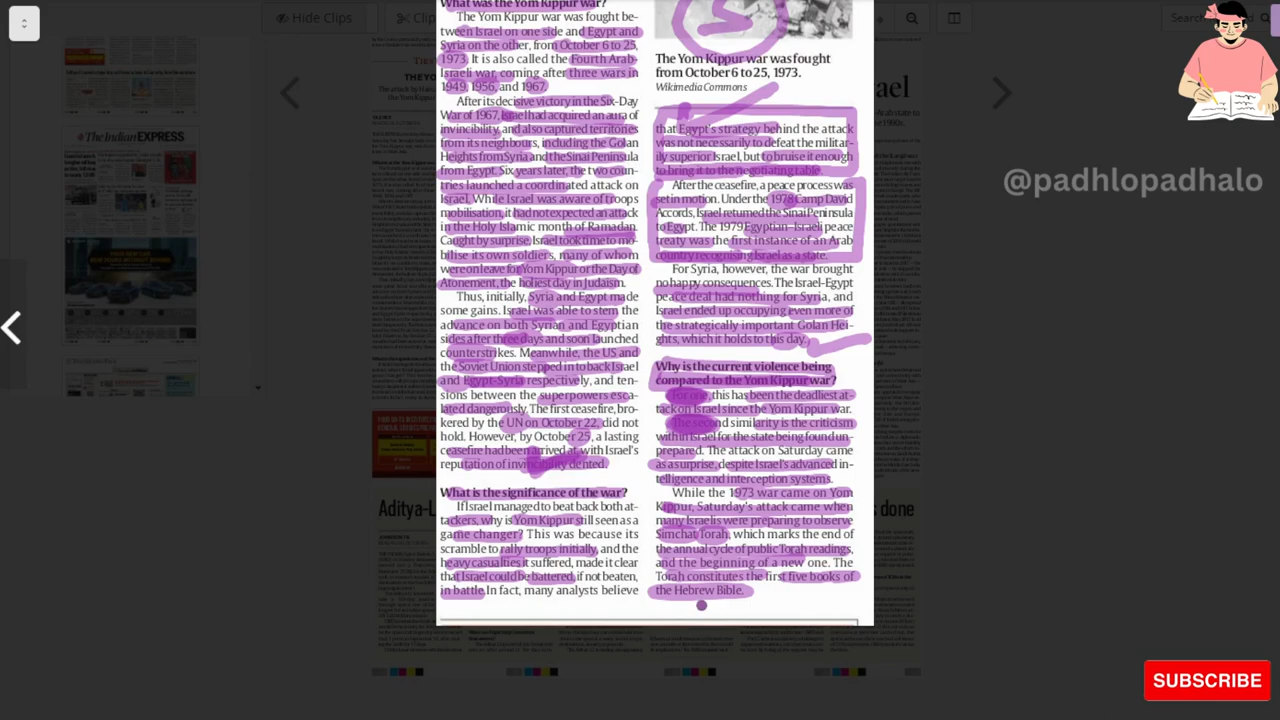 Hide Clips
What was the Yom Kippur war?
The Yom Kippur war was fought be-
tween Israel on one side and Egypt and
Syria on the other, from October 6 to 25,
1973. It is also called the Fourth Arab-
Israeli war, coming after three wars in
1949, 1956, and 1967.
After its decisive victory in the Six-Day
War of 1967, Israel had acquired an aura of
invincibility, and also captured territories
from its neighbours, including the Golan
Heights from Syria and the Sinai Peninsula
from Egypt. Six years later, the two coun-
tries launched a coordinated attack on
Israel. While Israel was aware of troops
mobilisation, it had not expected an attack
in the Holy Islamic month of Ramadan.
Caught by surprise, Israel took time to mo-
bilise its own soldiers, many of whom
were on leave for Yom Kippur or the Day of
Atonement, the holiest day in Judaism.
Thus, initially, Syria and Egypt made
some gains. Israel was able to stem the
advance on both Syrian and Egyptian
sides after three days and soon launched
counterstrikes. Meanwhile, the US and
the Soviet Union stepped in to back Israel
and Egypt-Syria respectively, and ten-
sions between the superpowers esca-
lated dangerously. The first ceasefire, bro-
kered by the UN on October 22, did not
hold. However, by October 25, a lasting
ceasefire had been arrived at, with Israel's
reputation of invincibility dented.
What is the significance of the war?
If Israel managed to beat back both at-
tackers, why is Yom Kippur still seen as a
game changer? This was because its
scramble to rally troops initially, and the
heavy casualties it suffered, made it clear
that Israel could be battered, if not beaten,
in battle. In fact, many analysts believe
The Yom Kippur war was fought
from October 6 to 25, 1973.
Wikimedia Commons
that Egypt's strategy behind the attack
was not necessarily to defeat the militar-
ily superior Israel, but to bruise it enough
to bring it to the negotiating table.
After the ceasefire, a peace process was
set in motion. Under the 1978 Camp David
Accords, Israel returned the Sinai Peninsula
to Egypt. The 1979 Egyptian-Israeli peace
treaty was the first instance of an Arab
country recognising Israel as a state.
For Syria, however, the war brought
no happy consequences. The Israel-Egypt
peace deal had nothing for Syria, and
Israel ended up occupying even more of
the strategically important Golan Hei-
ghts, which it holds to this day.
Why is the current violence being
compared to the Yom Kippur war?
For one, this has been the deadliest at-
tack on Israel since the Yom Kippur war.
The second similarity is the criticism
within Israel for the state being found un-
prepared. The attack on Saturday came
as a surprise, despite Israel's advanced in-
telligence and interception systems.
While the 1973 war came on Yom
Kippur, Saturday's attack came when
many Israelis were preparing to observe
Simchat Torah, which marks the end of
the annual cycle of public Torah readings,
and the beginning of a new one. The
Torah constitutes the first five books of
the Hebrew Bible.
@padhlopadhalo
SUBSCRIBE
The Indian EXPRESS
Aditya-L